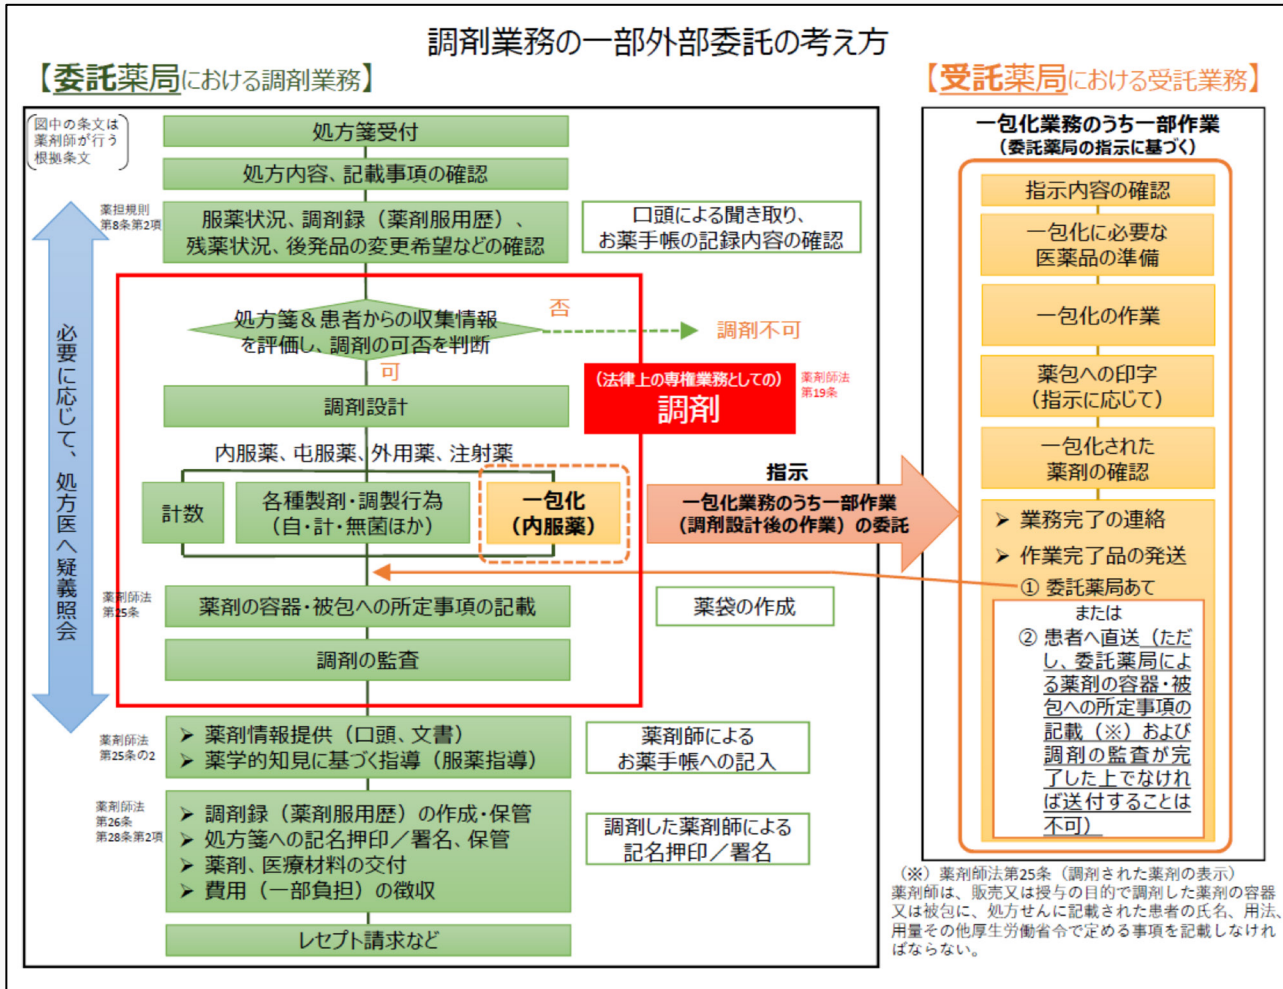 調剤業務の一部外部委託の考え方
【委託薬局における調剤業務】
図中の条文は
薬剤師が行う
根拠条文
処方箋受付
処方内容、記載事項の確認
薬担規則
第8条第2項
服薬状況、調剤録（薬剤服用歴）、
残薬状況、後発品の変更希望などの確認
口頭による聞き取り、
お薬手帳の記録内容の確認
必要に応じて、処方医へ疑義照会
処方箋＆患者からの収集情報
を評価し、調剤の可否を判断
否
調剤不可
可
（法律上の専権業務としての）
調剤
薬剤師法
第19条
調剤設計
内服薬、屯服薬、外用薬、注射薬
計数
各種製剤・調製行為
（自・計・無菌ほか）
一包化
（内服薬）
指示
一包化業務のうち一部作業
（調剤設計後の作業）の委託
薬剤師法
第25条
薬剤の容器・被包への所定事項の記載
薬袋の作成
調剤の監査
薬剤師法
第25条の2
➢ 薬剤情報提供（口頭、文書）
➢ 薬学的知見に基づく指導（服薬指導）
薬剤師による
お薬手帳への記入
薬剤師法
第26条
第28条第2項
➢ 調剤録（薬剤服用歴）の作成・保管
➢ 処方箋への記名押印／署名、保管
➢ 薬剤、医療材料の交付
➢ 費用（一部負担）の徴収
調剤した薬剤師による
記名押印／署名
レセプト請求など
【受託薬局における受託業務】
一包化業務のうち一部作業
（委託薬局の指示に基づく）
指示内容の確認
一包化に必要な
医薬品の準備
一包化の作業
薬包への印字
（指示に応じて）
一包化された
薬剤の確認
➢ 業務完了の連絡
➢ 作業完了品の発送
① 委託薬局あて
または
② 患者へ直送（ただ
し、委託薬局によ
る薬剤の容器・被
包への所定事項の
記載（※）および
調剤の監査が完
了した上でなけれ
ば送付することは
不可）
（※）薬剤師法第25条（調剤された薬剤の表示）
薬剤師は、販売又は授与の目的で調剤した薬剤の容器
又は被包に、処方せんに記載された患者の氏名、用法、
用量その他厚生労働省令で定める事項を記載しなけれ
ばならない。